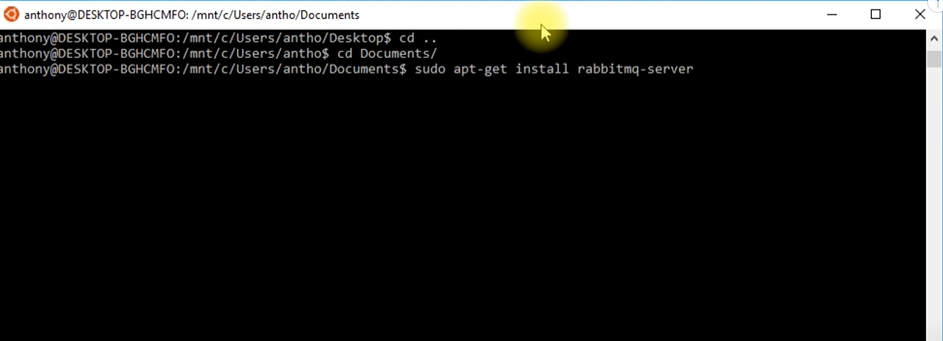 anthony@DESKTOP-BGHCMFO: /mnt/c/Users/antho/Documents
anthony@DESKTOP-BGHCMFO:/mnt/c/Users/antho/Desktop$ cd ..
anthony@DESKTOP-BGHCMFO:/mnt/c/Users/antho$ cd Documents/
anthony@DESKTOP-BGHCMFO:/mnt/c/Users/antho/Documents$ sudo apt-get install rabbitmq-server